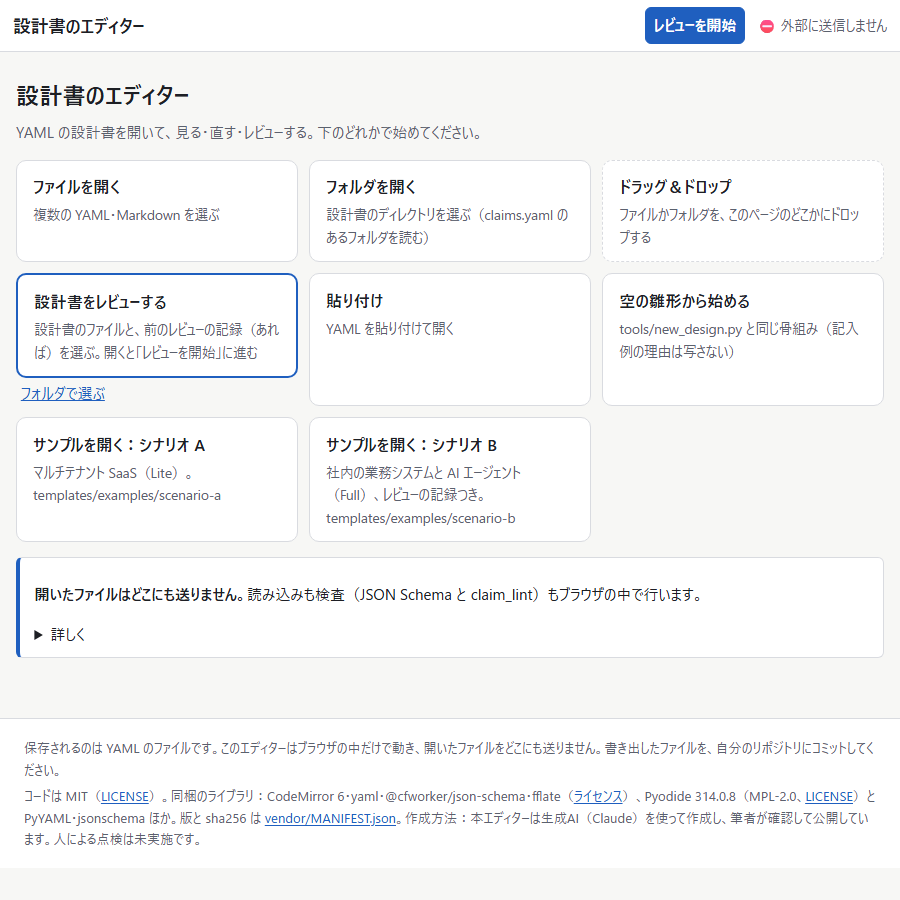 設計書のエディター
レビューを開始
外部に送信しません
設計書のエディター
YAML の設計書を開いて、見る・直す・レビューする。下のどれかで始めてください。
ファイルを開く
複数の YAML・Markdown を選ぶ
フォルダを開く
設計書のディレクトリを選ぶ（claims.yaml の
あるフォルダを読む）
ドラッグ＆ドロップ
ファイルかフォルダを、このページのどこかにドロッ
プする
設計書をレビューする
設計書のファイルと、前のレビューの記録（あれ
ば）を選ぶ。開くと「レビューを開始」に進む
フォルダで選ぶ
貼り付け
YAML を貼り付けて開く
空の雛形から始める
tools/new_design.py と同じ骨組み（記入
例の理由は写さない）
サンプルを開く：シナリオ A
マルチテナント SaaS（Lite）。
templates/examples/scenario-a
サンプルを開く：シナリオ B
社内の業務システムと AI エージェント
（Full）、レビューの記録つき。
templates/examples/scenario-b
開いたファイルはどこにも送りません。読み込みも検査（JSON Schema と claim_lint）もブラウザの中で行います。
▶ 詳しく
保存されるのは YAML のファイルです。このエディターはブラウザの中だけで動き、開いたファイルをどこにも送りません。書き出したファイルを、自分のリポジトリにコミットしてく
ださい。
コードは MIT（LICENSE）。同梱のライブラリ：CodeMirror 6・yaml・@cfworker/json-schema・fflate（ライセンス）、Pyodide 314.0.8（MPL-2.0、LICENSE）と
PyYAML・jsonschema ほか。版と sha256 は vendor/MANIFEST.json。作成方法：本エディターは生成AI（Claude）を使って作成し、筆者が確認して公開してい
ます。人による点検は未実施です。